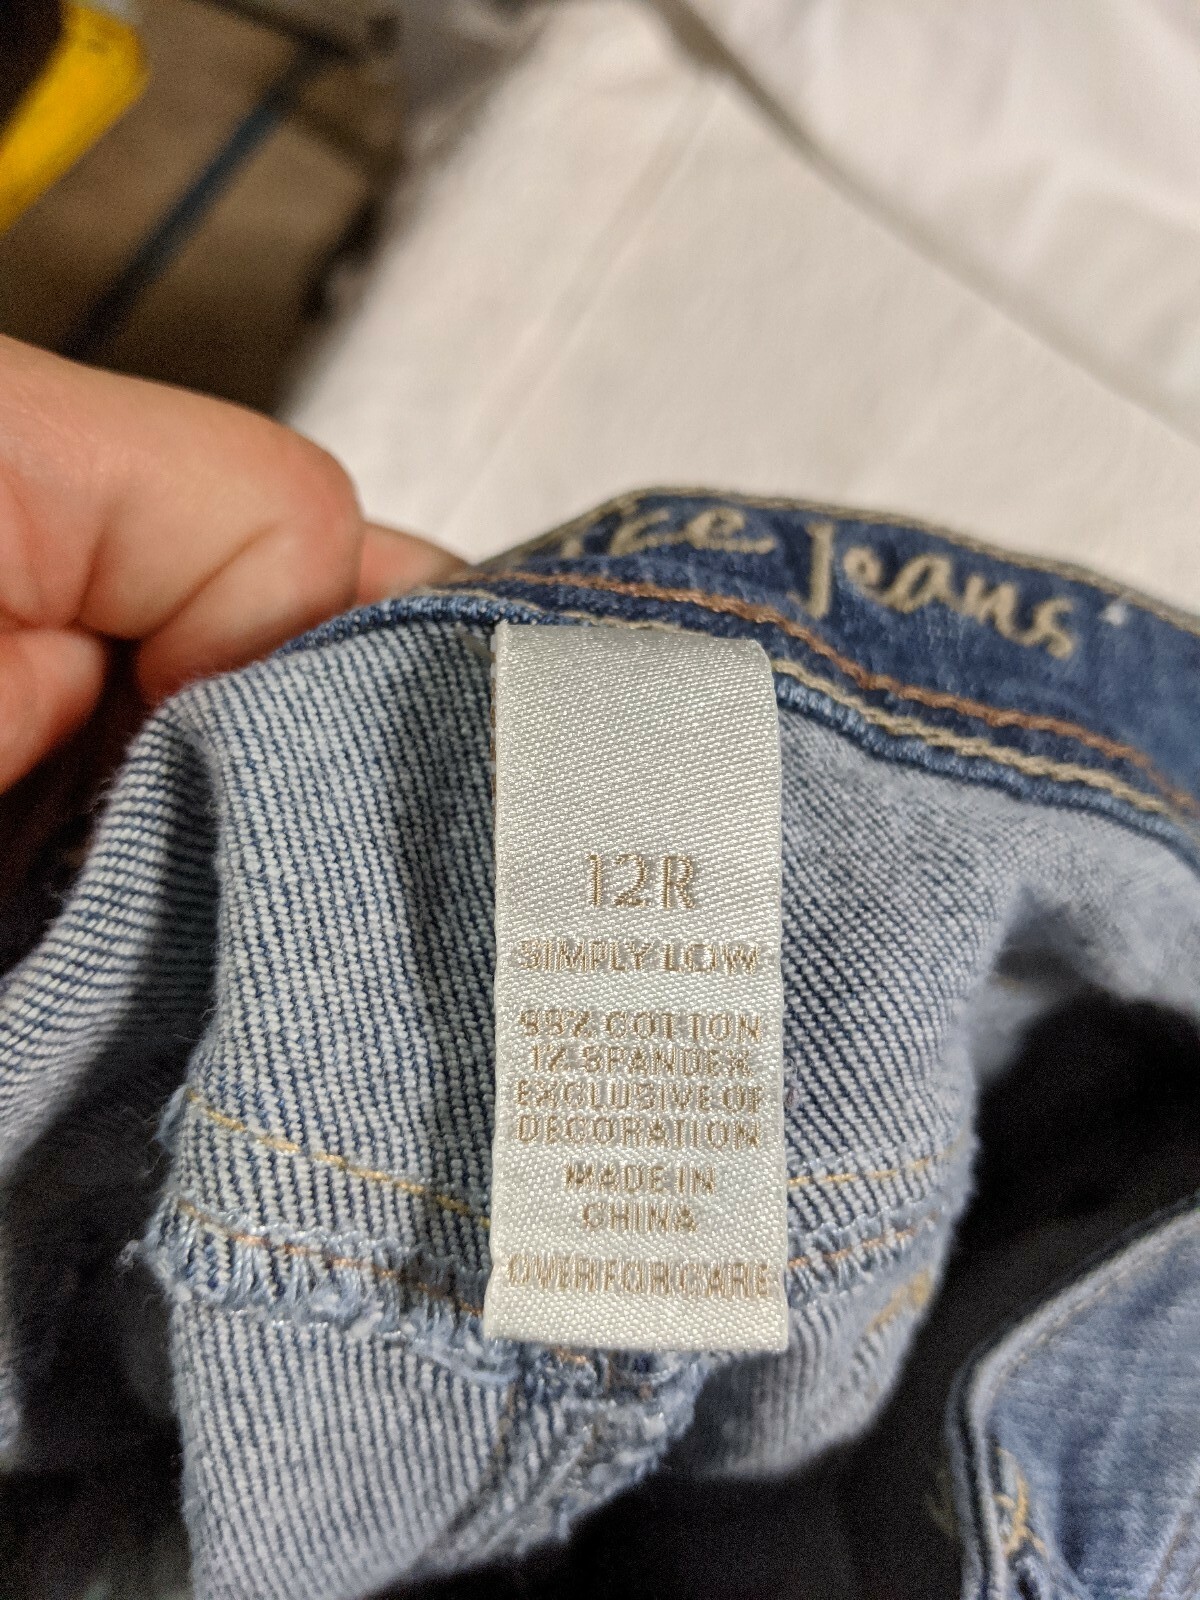 Jeans
12R
SIMPLY LOW
99% COTTON
1% SPANDEX
EXCLUSIVE OF
DECORATION
MADE IN
CHINA
OVER FOR CARE